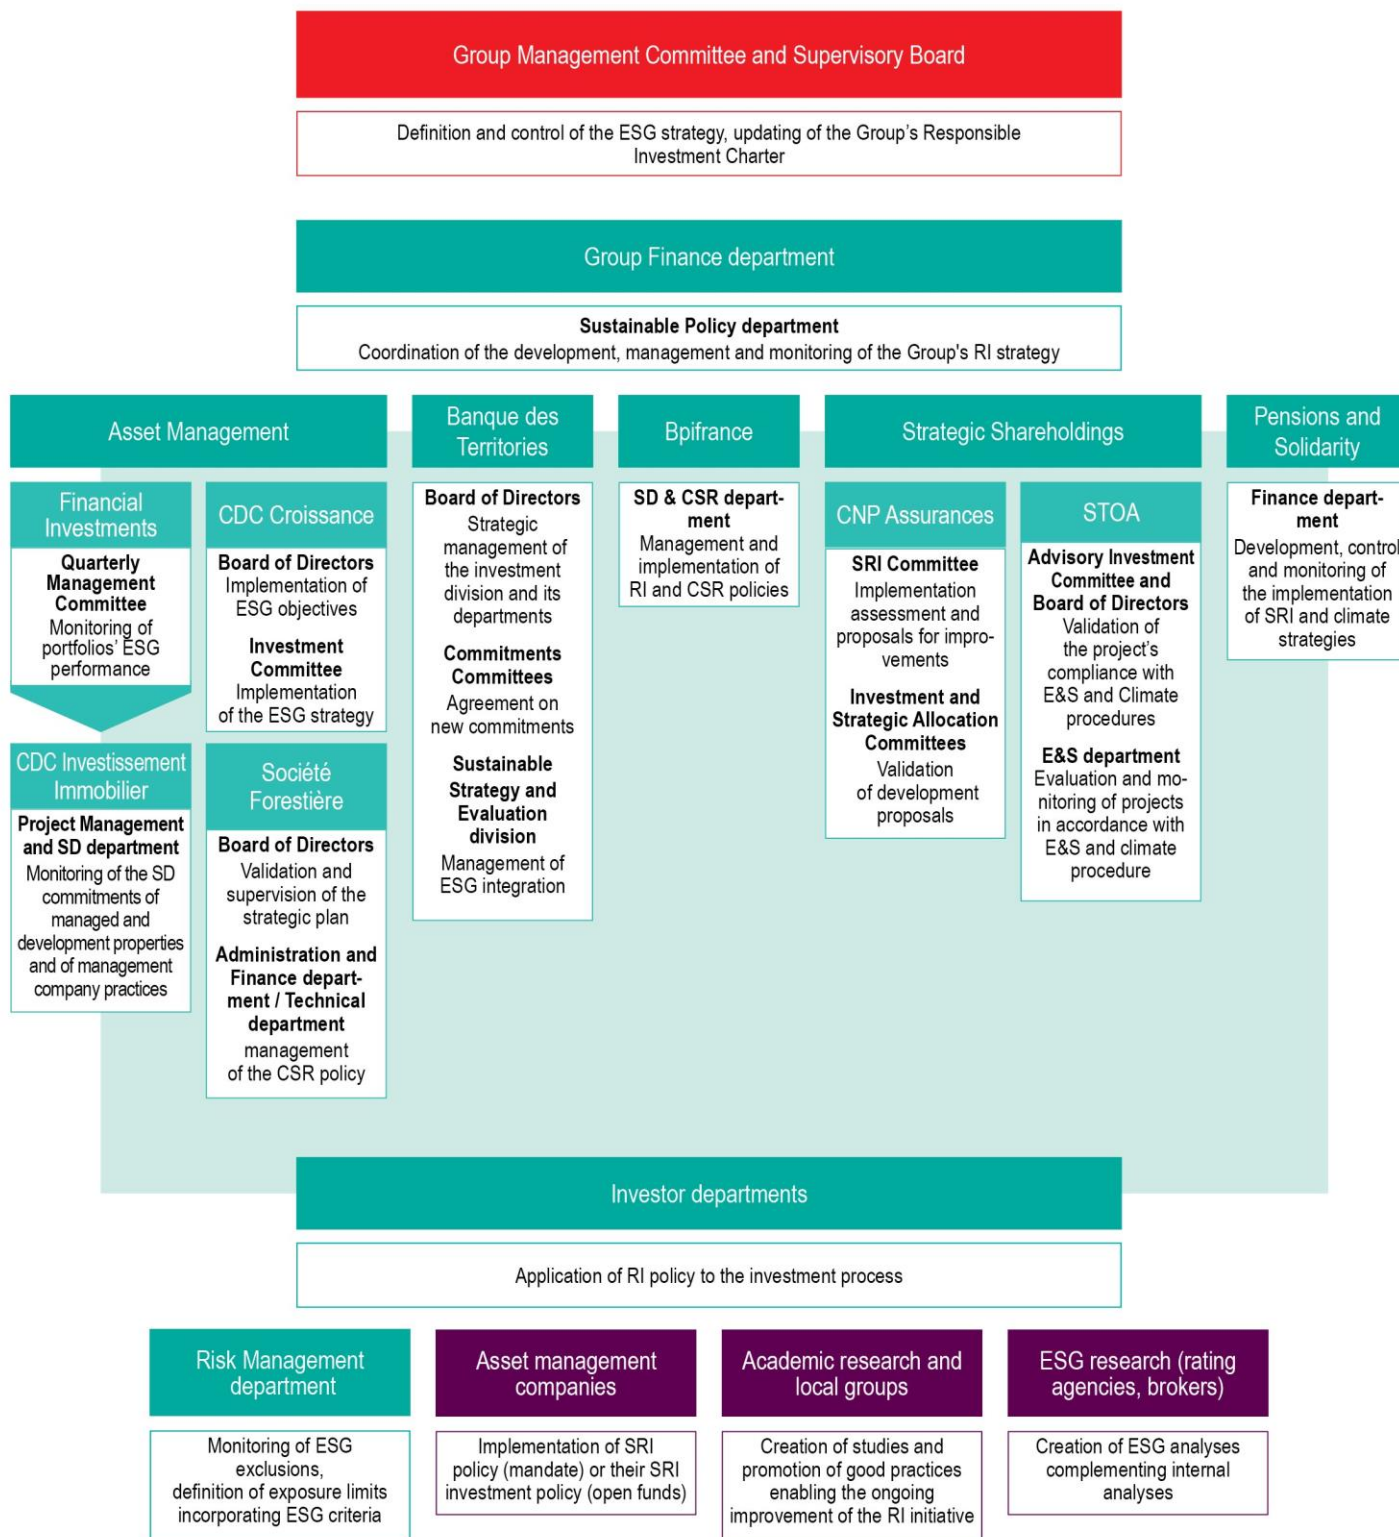 Group Management Committee and Supervisory Board
Definition and control of the ESG strategy, updating of the Group's Responsible
Investment Charter
Group Finance department
Sustainable Policy department
Coordination of the development, management and monitoring of the Group's RI strategy
Asset Management
Financial
Investments
Quarterly
Management
Committee
Monitoring of
portfolios' ESG
performance
CDC Croissance
Board of Directors
Implementation of
ESG objectives
Investment
Committee
Implementation
of the ESG strategy
CDC Investissement
Immobilier
Project Management
and SD department
Monitoring of the SD
commitments of
managed and
development properties
and of management
company practices
Société
Forestière
Board of Directors
Validation and
supervision of the
strategic plan
Administration and
Finance depart-
ment / Technical
department
management
of the CSR policy
Banque des
Territories
Board of Directors
Strategic
management of
the investment
division and its
departments
Commitments
Committees
Agreement on
new commitments
Sustainable
Strategy and
Evaluation
division
Management of
ESG integration
Bpifrance
SD & CSR depart-
ment
Management and
implementation of
RI and CSR policies
Strategic Shareholdings
CNP Assurances
SRI Committee
Implementation
assessment and
proposals for impro-
vements
Investment and
Strategic Allocation
Committees
Validation
of development
proposals
STOA
Advisory Investment
Committee and
Board of Directors
Validation of
the project's
compliance with
E&S and Climate
procedures
E&S department
Evaluation and mo-
nitoring of projects
in accordance with
E&S and climate
procedure
Pensions and
Solidarity
Finance depart-
ment
Development, control
and monitoring of
the implementation
of SRI and climate
strategies
Investor departments
Application of RI policy to the investment process
Risk Management
department
Monitoring of ESG
exclusions,
definition of exposure limits
incorporating ESG criteria
Asset management
companies
Implementation of SRI
policy (mandate) or their SRI
investment policy (open funds)
Academic research and
local groups
Creation of studies and
promotion of good practices
enabling the ongoing
improvement of the RI initiative
ESG research (rating
agencies, brokers)
Creation of ESG analyses
complementing internal
analyses